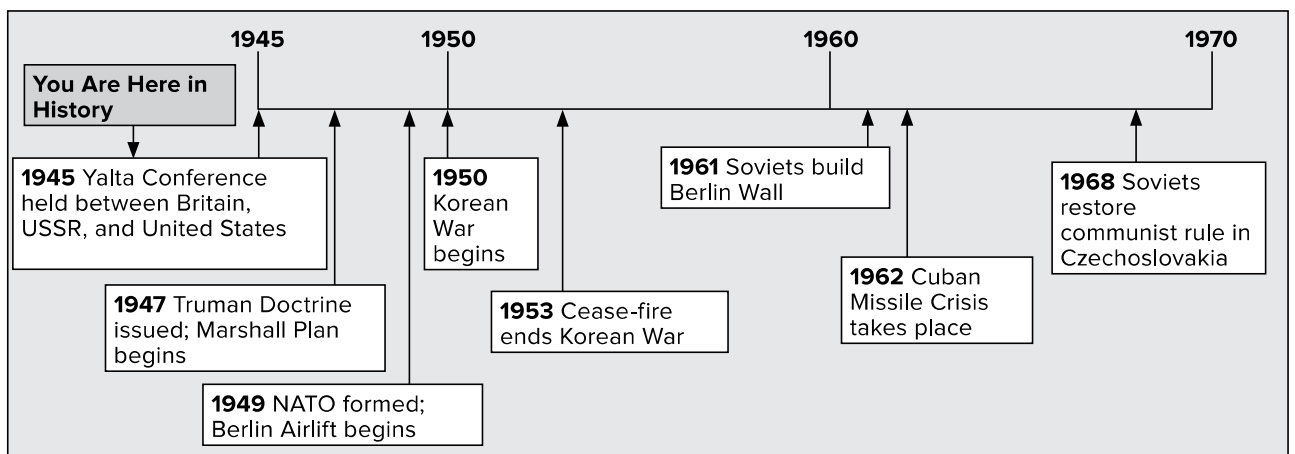 1945
1950
1960
1970
You Are Here in
History
1945 Yalta Conference
held between Britain,
USSR, and United States
1947 Truman Doctrine
issued; Marshall Plan
begins
1949 NATO formed;
Berlin Airlift begins
1950
Korean
War
begins
1953 Cease-fire
ends Korean War
1961 Soviets build
Berlin Wall
1962 Cuban
Missile Crisis
takes place
1968 Soviets
restore
communist rule in
Czechoslovakia